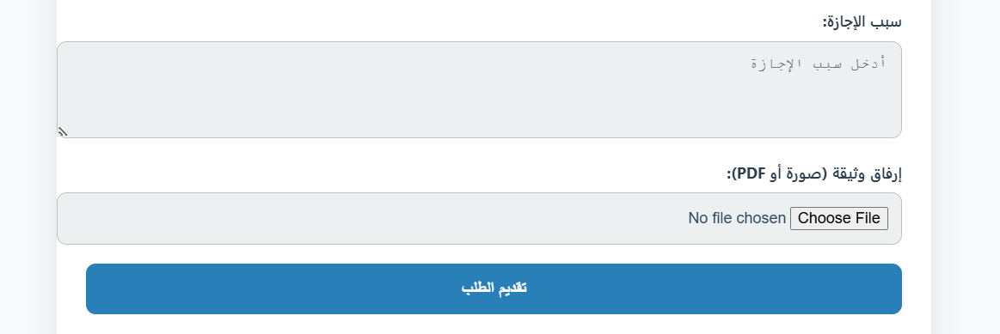 سبب الإجازة:
أدخل سبب الإجازة
إرفاق وثيقة (صورة أو PDF):
Choose File No file chosen
تقديم الطلب